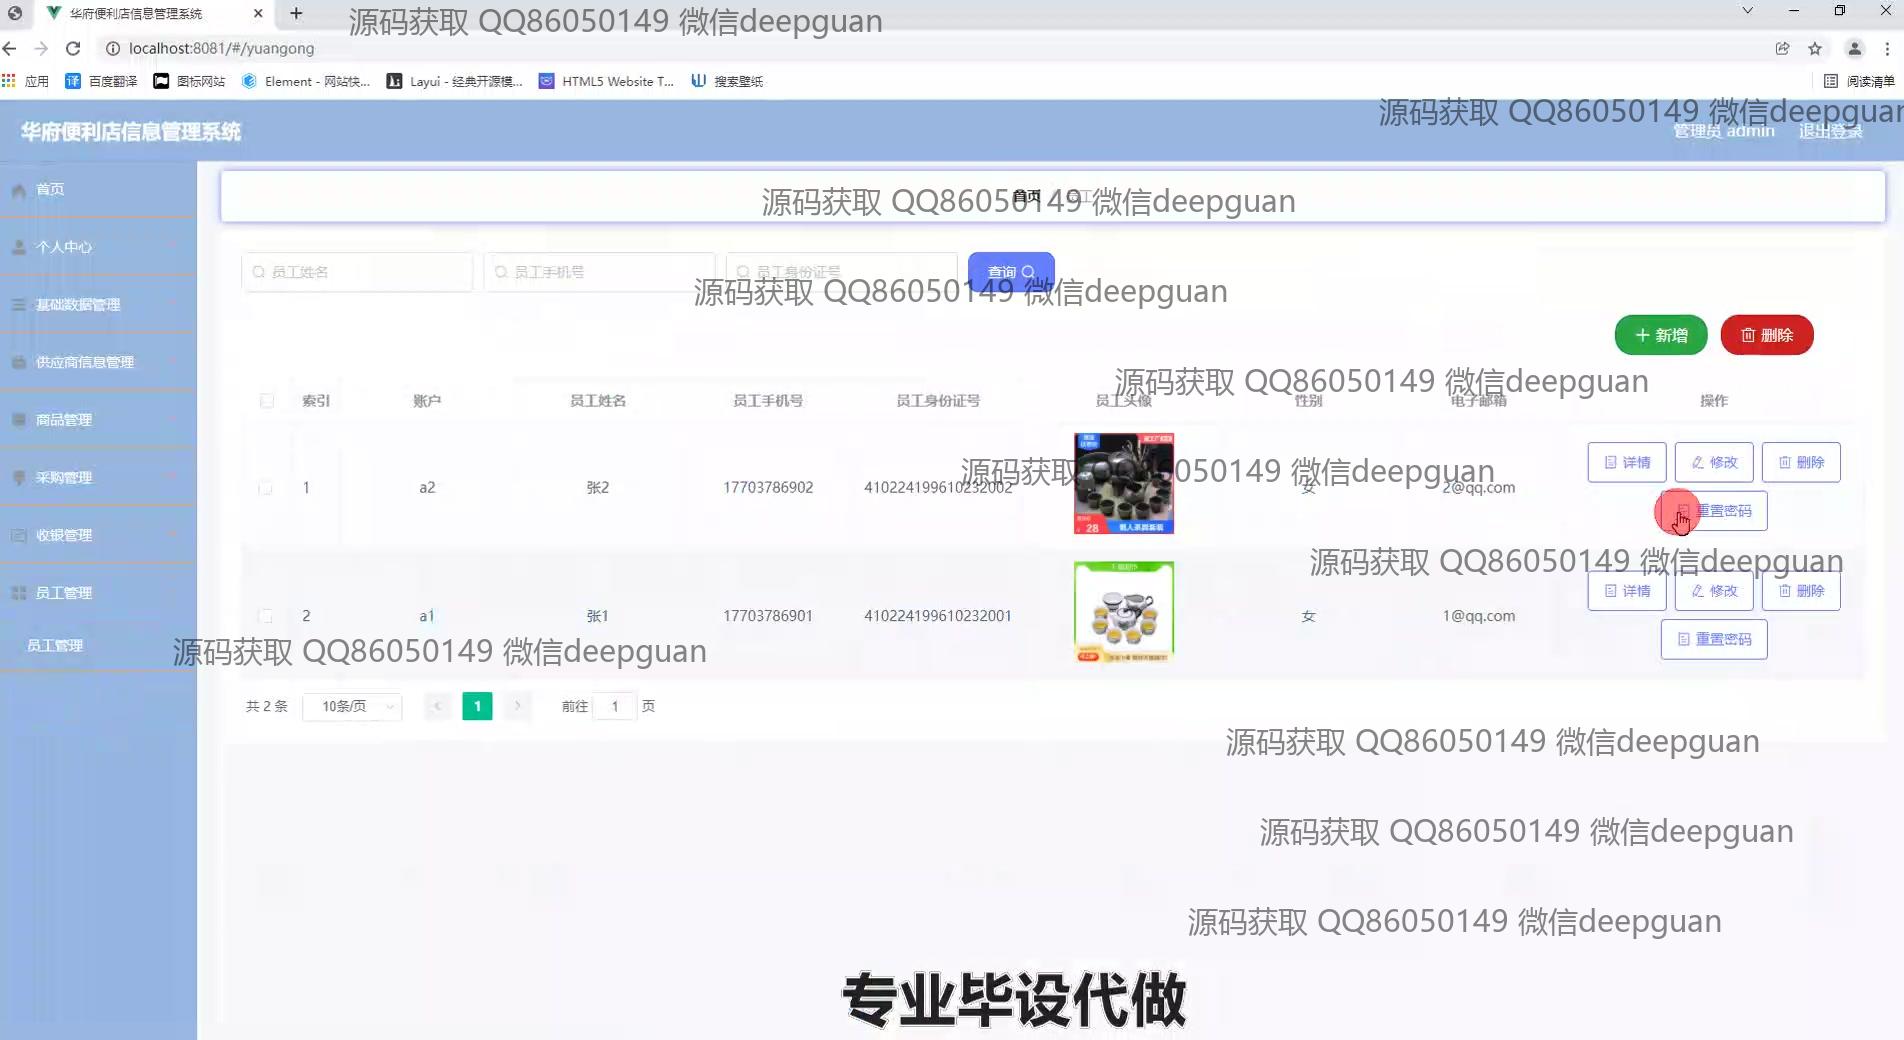 华府便利店信息管理系统
源码获取 QQ86050149 微信deepguan
localhost:8081/#/yuangong
应用 百度翻译 图标网站 Element - 网站快... Layui - 经典开源模... HTML5 Website T... 搜索壁纸 阅读清单
源码获取 QQ86050149 微信deepguan
华府便利店信息管理系统 管理员 admin 退出登录
首页
首页
源码获取 QQ86050149 微信deepguan
个人中心
员工姓名 员工手机号 员工身份证号 查询
源码获取 QQ86050149 微信deepguan
基础数据管理
新增 删除
供应商信息管理
源码获取 QQ86050149 微信deepguan
索引 账户 员工姓名 员工手机号 员工身份证号 员工头像 性别 电子邮箱 操作
商品管理
详情 修改 删除
源码获取 QQ86050149 微信deepguan
采购管理
1 a2 张2 17703786902 410224199610232002 女 2@qq.com
重置密码
28 懒人茶具套装
收银管理
源码获取 QQ86050149 微信deepguan
员工管理
详情 修改 删除
2 a1 张1 17703786901 410224199610232001 女 1@qq.com
重置密码
员工管理
源码获取 QQ86050149 微信deepguan
共 2 条 10条/页 1 前往 1 页
源码获取 QQ86050149 微信deepguan
源码获取 QQ86050149 微信deepguan
源码获取 QQ86050149 微信deepguan
专业毕设代做